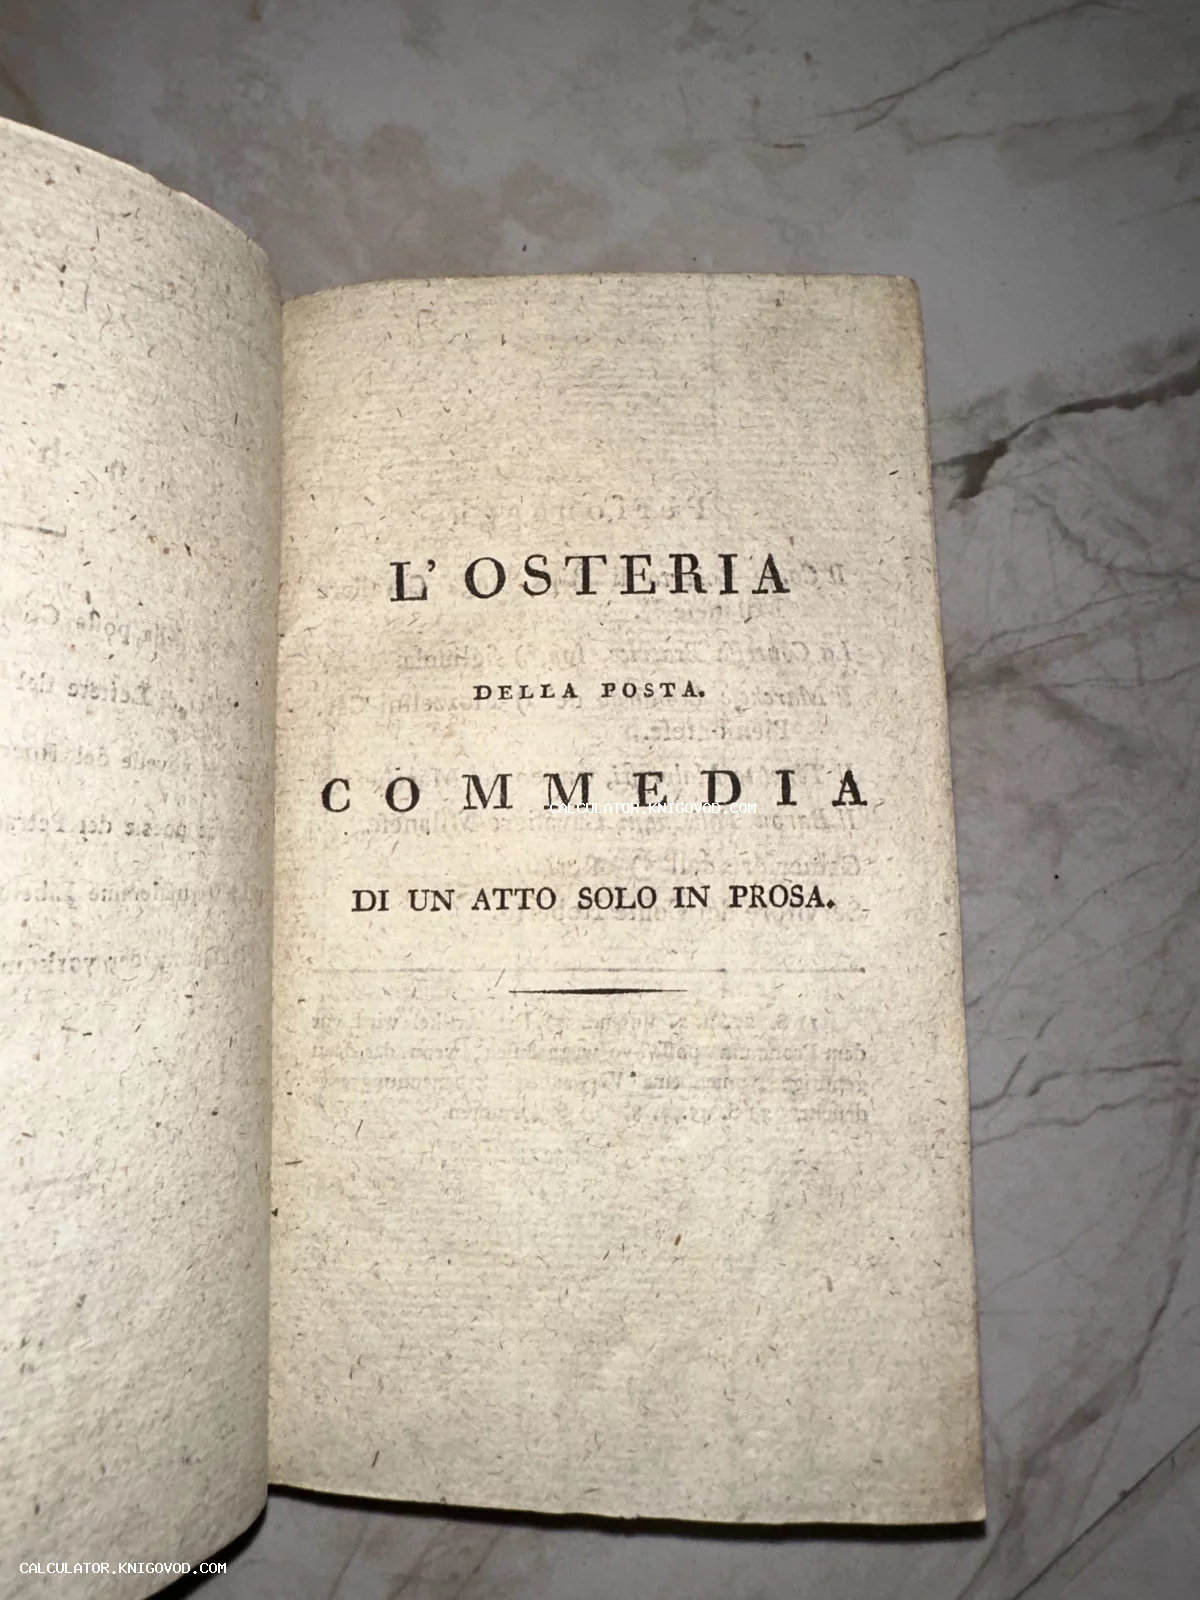 L'OSTERIA
DELLA POSTA.
COMMEDIA
CALCULATOR.KNIGOVOD.COM
DI UN ATTO SOLO IN PROSA.
CALCULATOR.KNIGOVOD.COM